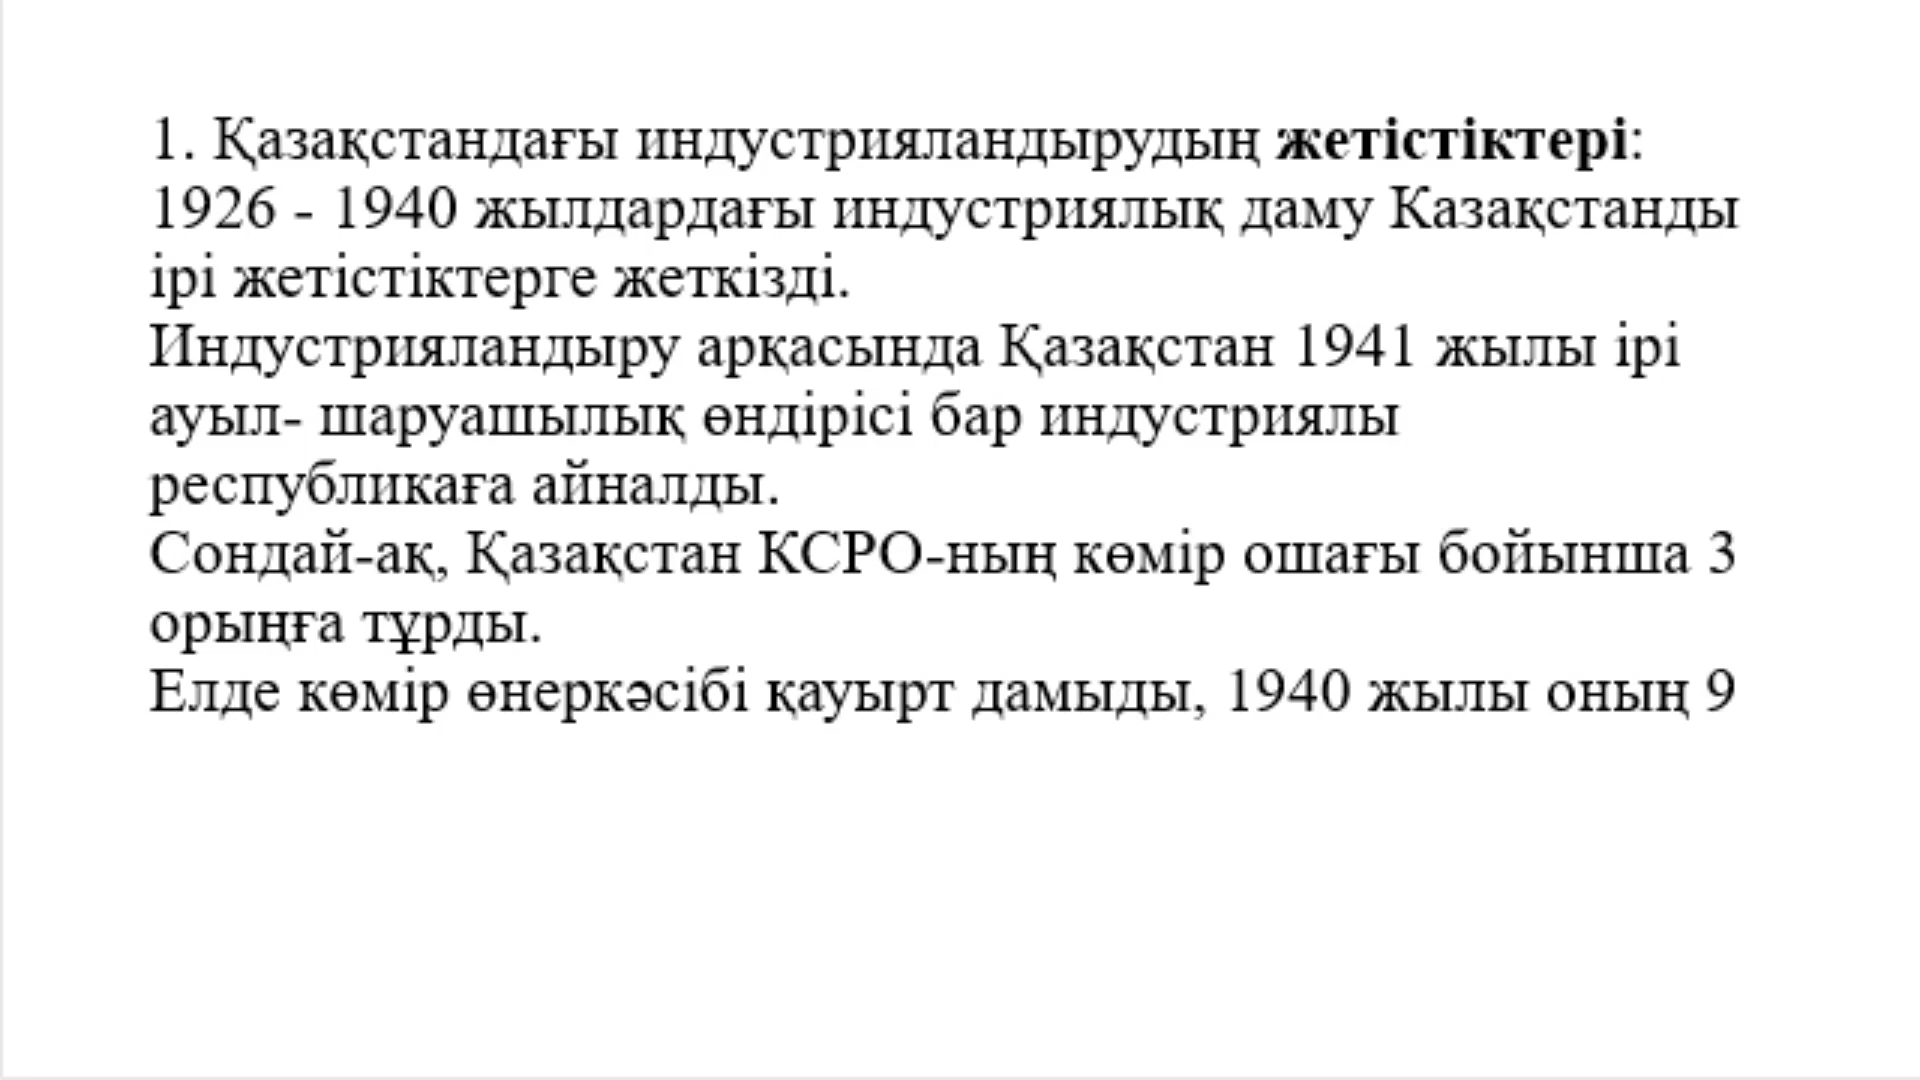 1. Қазақстандағы индустрияландырудың жетістіктері:
1926 - 1940 жылдардағы индустриялық даму Казақстанды
ірі жетістіктерге жеткізді.
Индустрияландыру арқасында Қазақстан 1941 жылы ірі
ауыл- шаруашылық өндірісі бар индустриялы
республикаға айналды.
Сондай-ақ, Қазақстан КСРО-ның көмір ошағы бойынша 3
орыңға тұрды.
Елде көмір өнеркәсібі қауырт дамыды, 1940 жылы оның 9